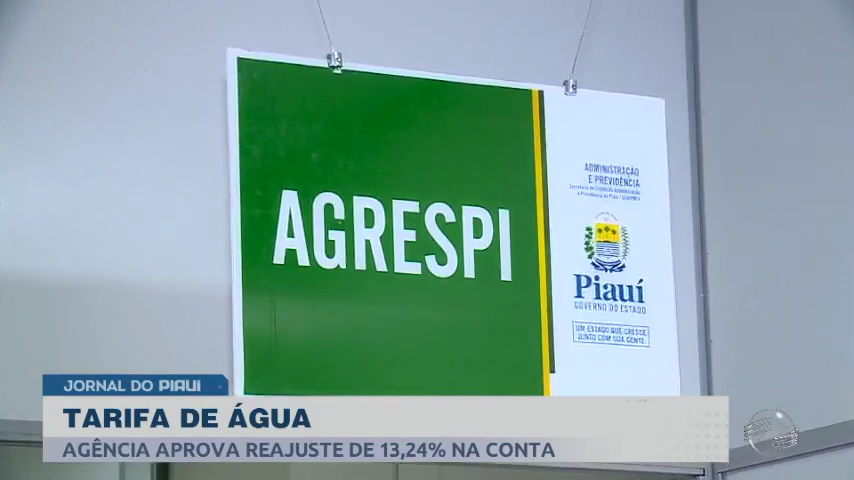 AGRESPI
ADMINISTRAÇÃO
E PREVIDÊNCIA
Piauí
GOVERNO DO ESTADO
UM ESTADO QUE CRESCE
JUNTO COM SUA GENTE.
JORNAL DO PIAUI
TARIFA DE ÁGUA
AGÊNCIA APROVA REAJUSTE DE 13,24% NA CONTA